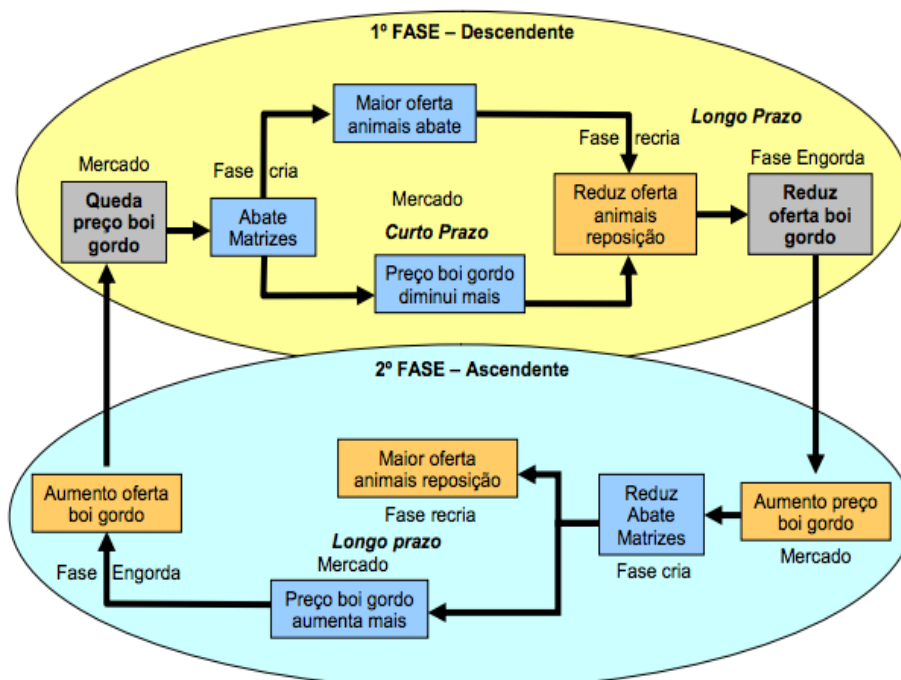 1º FASE – Descendente
Maior oferta
animais abate
Longo Prazo
Fase recria
Fase cria
Mercado
Fase Engorda
Queda
preço boi
gordo
Abate
Matrizes
Mercado
Curto Prazo
Reduz oferta
animais
reposição
Reduz
oferta boi
gordo
Preço boi gordo
diminui mais
2º FASE – Ascendente
Maior oferta
animais reposição
Fase recria
Aumento oferta
boi gordo
Reduz
Abate
Matrizes
Fase cria
Aumento preço
boi gordo
Mercado
Longo prazo
Mercado
Fase Engorda
Preço boi gordo
aumenta mais